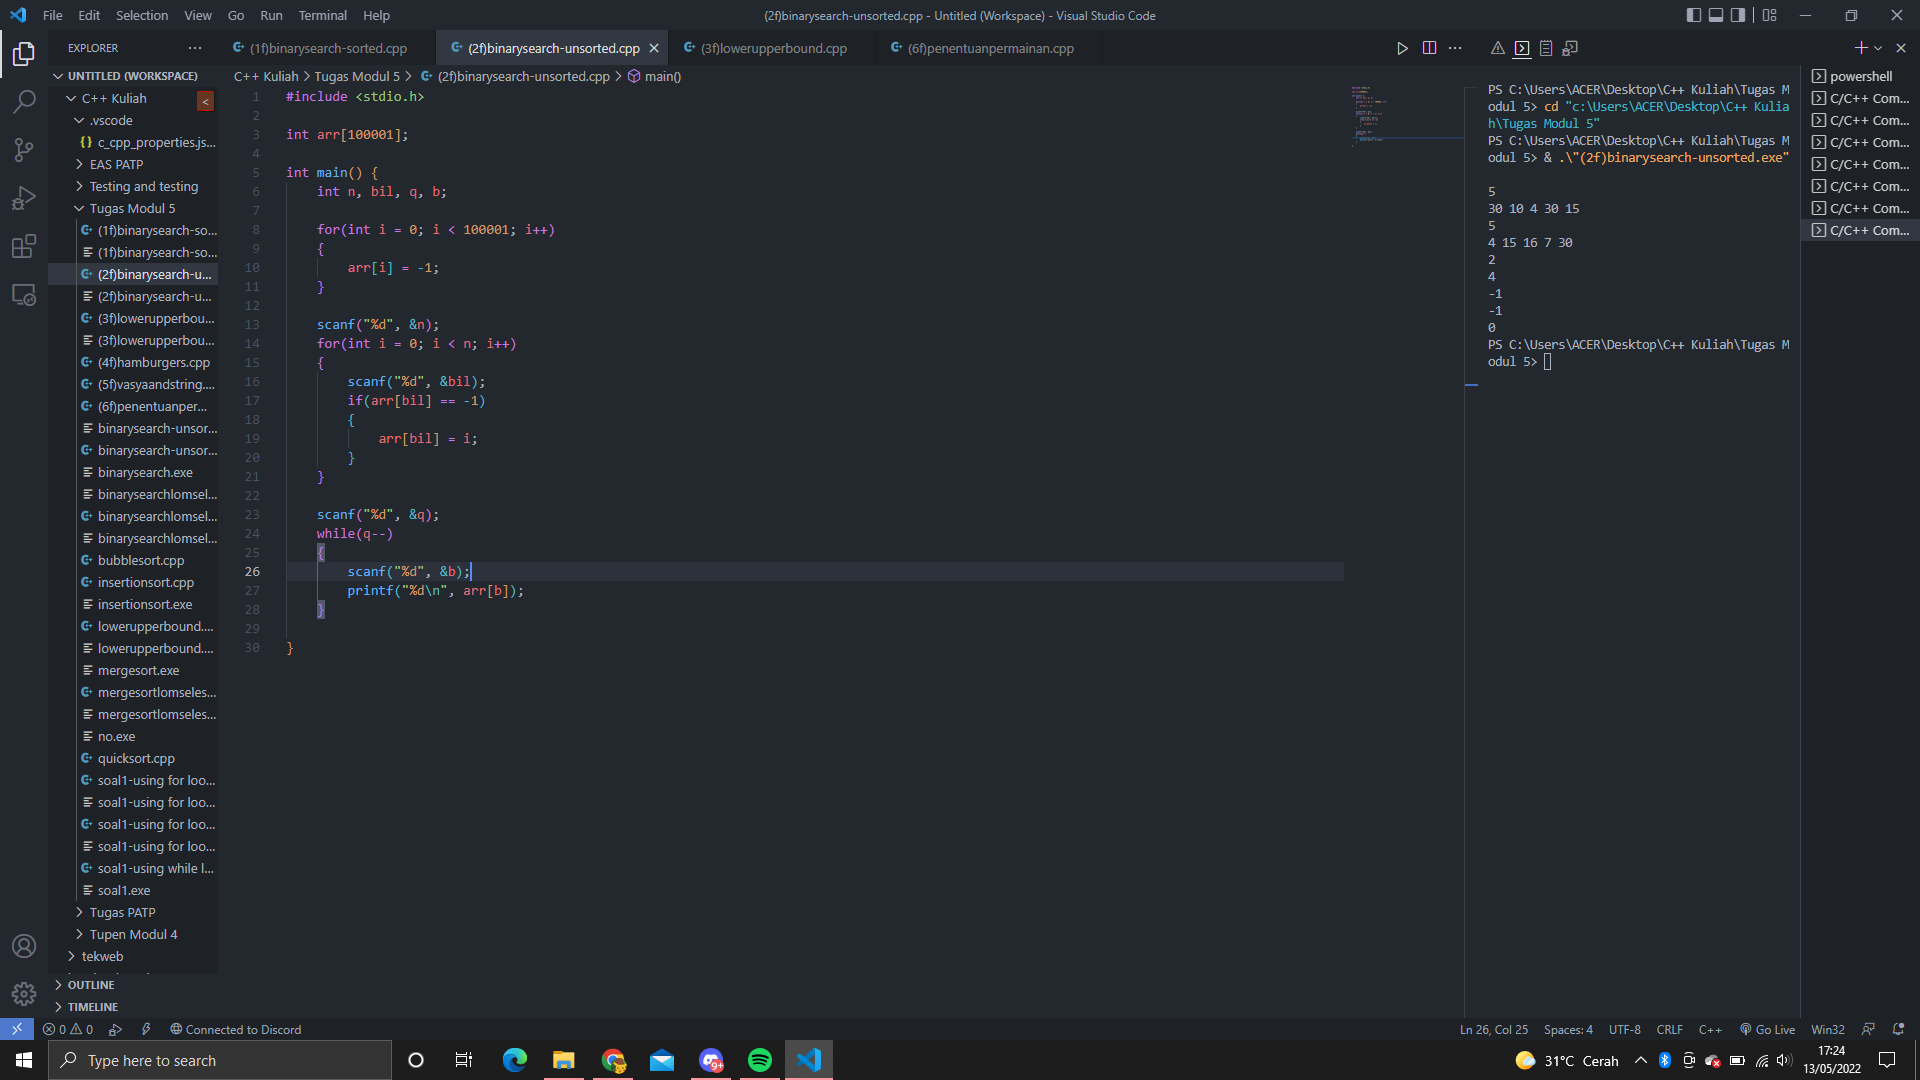 File Edit Selection View Go Run Terminal Help
(2f)binarysearch-unsorted.cpp - Untitled (Workspace) - Visual Studio Code
EXPLORER
UNTITLED (WORKSPACE)
C++ Kuliah
.vscode
{} c_cpp_properties.js...
EAS PATP
Testing and testing
Tugas Modul 5
(1f)binarysearch-so...
(1f)binarysearch-so...
(2f)binarysearch-u...
(2f)binarysearch-u...
(3f)lowerupperbou...
(3f)lowerupperbou...
(4f)hamburgers.cpp
(5f)vasyaandstring....
(6f)penentuanper...
binarysearch-unsor...
binarysearch-unsor...
binarysearch.exe
binarysearchlomsel...
binarysearchlomsel...
binarysearchlomsel...
bubblesort.cpp
insertionsort.cpp
insertionsort.exe
lowerupperbound....
lowerupperbound....
mergesort.exe
mergesortlomseles...
mergesortlomseles...
no.exe
quicksort.cpp
soal1-using for loo...
soal1-using for loo...
soal1-using for loo...
soal1-using for loo...
soal1-using while l...
soal1.exe
Tugas PATP
Tupen Modul 4
tekweb
OUTLINE
TIMELINE
(1f)binarysearch-sorted.cpp (2f)binarysearch-unsorted.cpp (3f)lowerupperbound.cpp (6f)penentuanpermainan.cpp
C++ Kuliah > Tugas Modul 5 > (2f)binarysearch-unsorted.cpp > main()
1 #include <stdio.h>
2
3 int arr[100001];
4
5 int main() {
6 int n, bil, q, b;
7
8 for(int i = 0; i < 100001; i++)
9 {
10 arr[i] = -1;
11 }
12
13 scanf("%d", &n);
14 for(int i = 0; i < n; i++)
15 {
16 scanf("%d", &bil);
17 if(arr[bil] == -1)
18 {
19 arr[bil] = i;
20 }
21 }
22
23 scanf("%d", &q);
24 while(q--)
25 {
26 scanf("%d", &b);
27 printf("%d\n", arr[b]);
28 }
29
30 }
PS C:\Users\ACER\Desktop\C++ Kuliah\Tugas M
odul 5> cd "c:\Users\ACER\Desktop\C++ Kulia
h\Tugas Modul 5"
PS C:\Users\ACER\Desktop\C++ Kuliah\Tugas M
odul 5> & .\"(2f)binarysearch-unsorted.exe"
5
30 10 4 30 15
5
4 15 16 7 30
2
4
-1
-1
0
PS C:\Users\ACER\Desktop\C++ Kuliah\Tugas M
odul 5>
powershell
C/C++ Com...
C/C++ Com...
C/C++ Com...
C/C++ Com...
C/C++ Com...
C/C++ Com...
C/C++ Com...
0 0 Connected to Discord
Ln 26, Col 25 Spaces: 4 UTF-8 CRLF C++ Go Live Win32
Type here to search
9+
31°C Cerah
17:24
13/05/2022